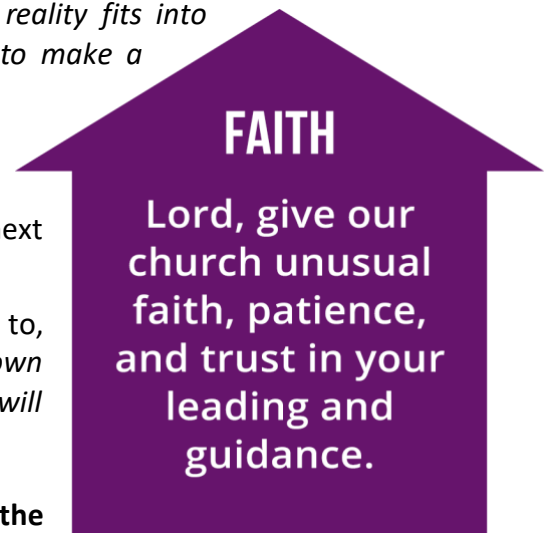 reality fits into
to make a
FAITH
Lord, give our
church unusual
faith, patience,
and trust in your
leading and
guidance.
ext
to,
own
will
the